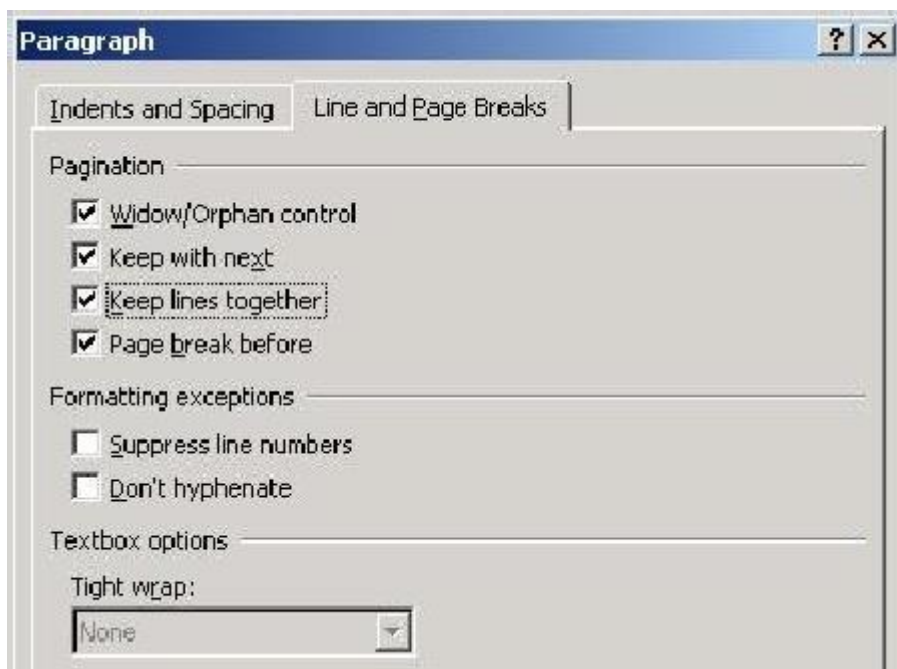 Paragraph
Indents and Spacing
Line and Page Breaks
Pagination
Widow/Orphan control
Keep with next
Keep lines together
Page break before
Formatting exceptions
Suppress line numbers
Don't hyphenate
Textbox options
Tight wrap:
None